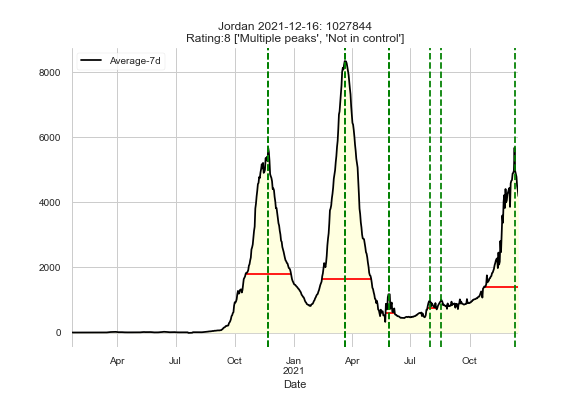 Jordan 2021-12-16: 1027844
Rating:8 ['Multiple peaks', 'Not in control']
Average-7d
8000
6000
4000
2000
0
Apr Jul Oct Jan Apr Jul Oct
2021
Date